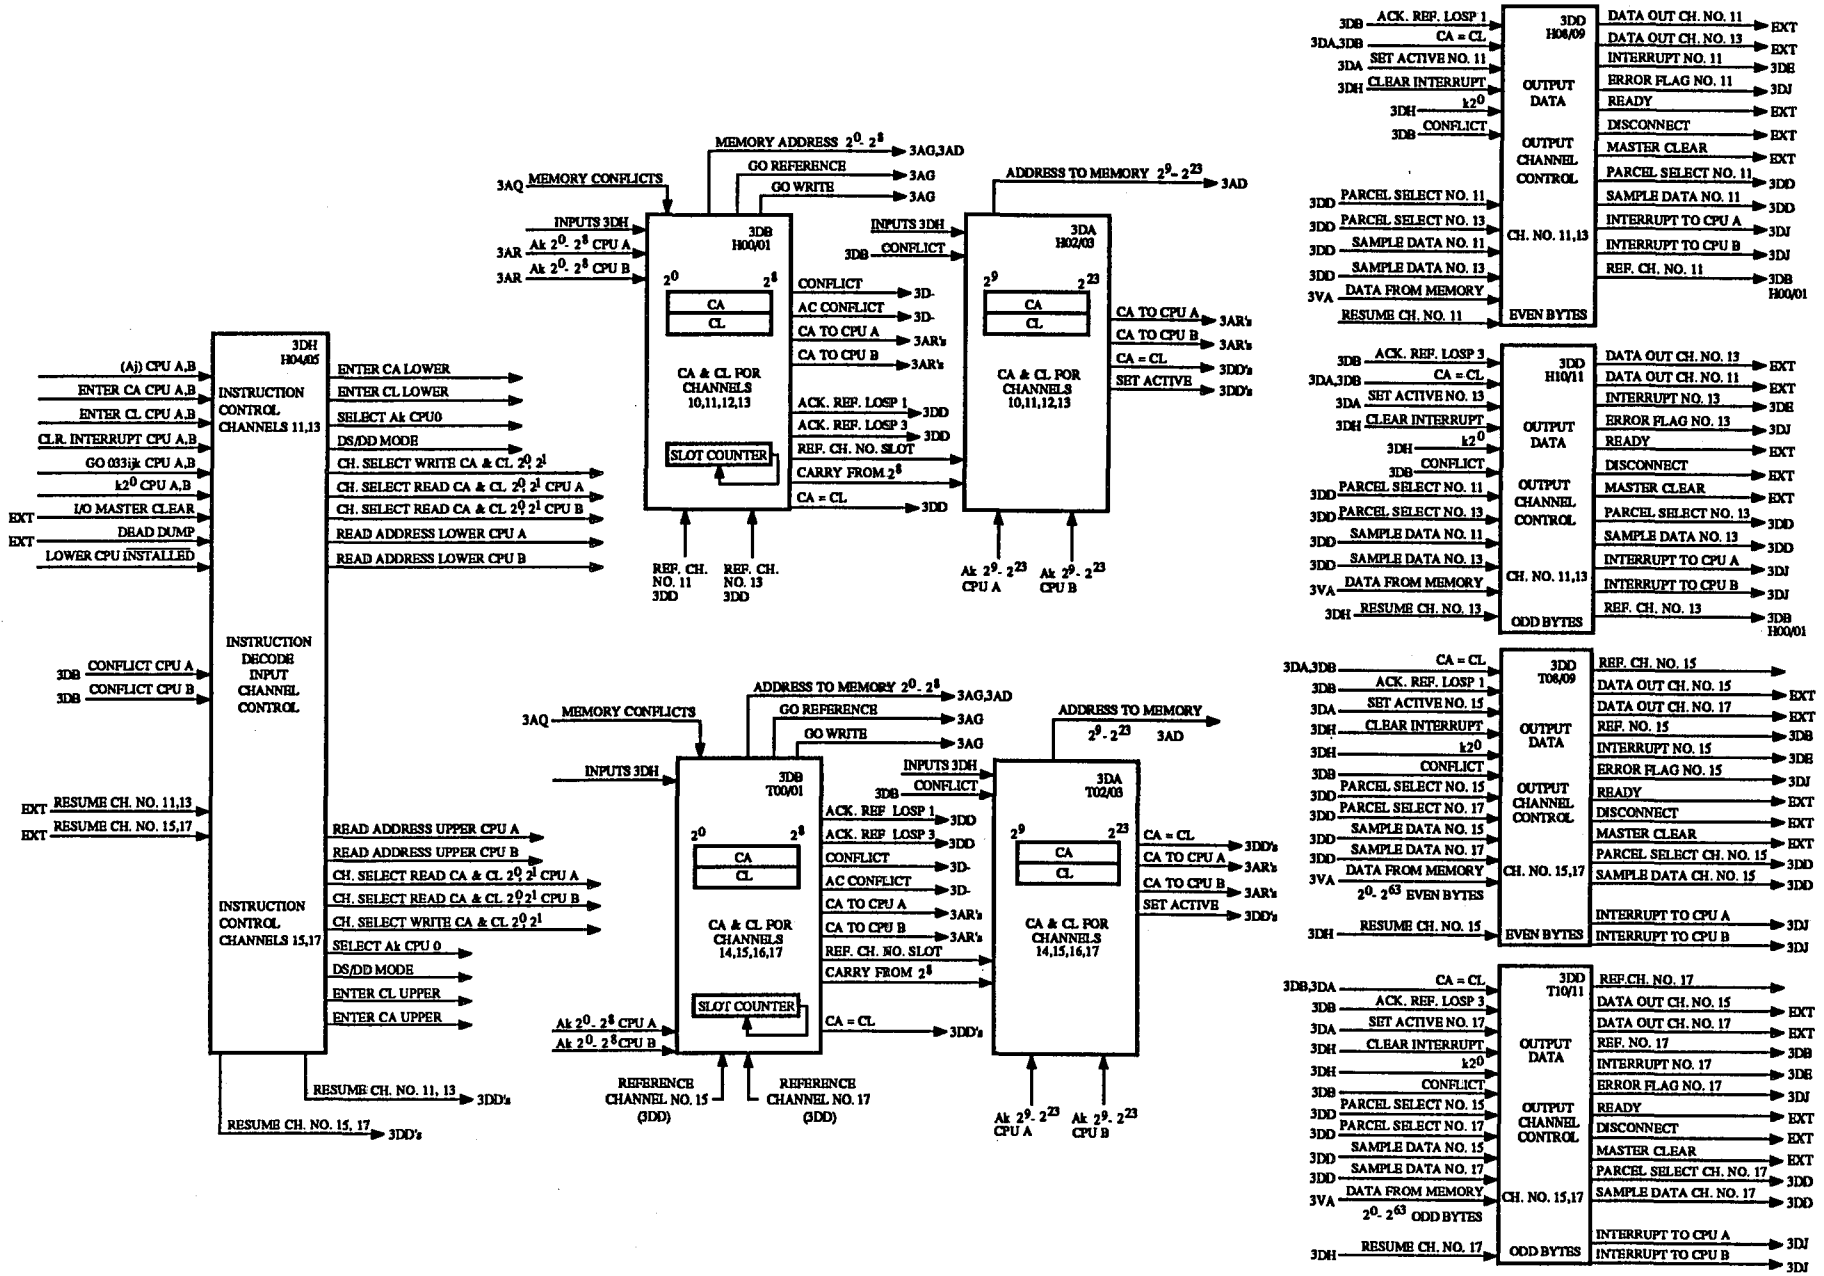 3DH
H04/05
INSTRUCTION
CONTROL
CHANNELS 11,13
INSTRUCTION
DECODE
INPUT
CHANNEL
CONTROL
INSTRUCTION
CONTROL
CHANNELS 15,17
(Aj) CPU A,B
ENTER CA CPU A,B
ENTER CL CPU A,B
CLR. INTERRUPT CPU A,B
GO 033ijk CPU A,B
k2⁰ CPU A,B
EXT I/O MASTER CLEAR
EXT DEAD DUMP
LOWER CPU INSTALLED
3DB CONFLICT CPU A
3DB CONFLICT CPU B
EXT RESUME CH. NO. 11,13
EXT RESUME CH. NO. 15,17
ENTER CA LOWER
ENTER CL LOWER
SELECT Ak CPU0
DS/DD MODE
CH. SELECT WRITE CA & CL 2⁰, 2¹
CH. SELECT READ CA & CL 2⁰, 2¹ CPU A
CH. SELECT READ CA & CL 2⁰, 2¹ CPU B
READ ADDRESS LOWER CPU A
READ ADDRESS LOWER CPU B
READ ADDRESS UPPER CPU A
READ ADDRESS UPPER CPU B
CH. SELECT READ CA & CL 2⁰, 2¹ CPU A
CH. SELECT READ CA & CL 2⁰, 2¹ CPU B
CH. SELECT WRITE CA & CL 2⁰, 2¹
SELECT Ak CPU 0
DS/DD MODE
ENTER CL UPPER
ENTER CA UPPER
RESUME CH. NO. 11, 13 3DD's
RESUME CH. NO. 15, 17 3DD's
MEMORY ADDRESS 2⁰- 2⁸ 3AG,3AD
GO REFERENCE 3AG
GO WRITE 3AG
3AQ MEMORY CONFLICTS
INPUTS 3DH
3AR Ak 2⁰- 2⁸ CPU A
3AR Ak 2⁰- 2⁸ CPU B
3DB
H00/01
2⁰ 2⁸
CA
CL
CA & CL FOR
CHANNELS
10,11,12,13
SLOT COUNTER
CONFLICT 3D-
AC CONFLICT 3D-
CA TO CPU A 3AR's
CA TO CPU B 3AR's
ACK. REF. LOSP 1 3DD
ACK. REF. LOSP 3 3DD
REF. CH. NO. SLOT
CARRY FROM 2⁸
CA = CL 3DD
REF. CH.
NO. 11
3DD
REF. CH.
NO. 13
3DD
ADDRESS TO MEMORY 2⁹- 2²³ 3AD
INPUTS 3DH
3DB CONFLICT
3DA
H02/03
2⁹ 2²³
CA
CL
CA & CL FOR
CHANNELS
10,11,12,13
CA TO CPU A 3AR's
CA TO CPU B 3AR's
CA = CL 3DD's
SET ACTIVE 3DD's
Ak 2⁹- 2²³
CPU A
Ak 2⁹- 2²³
CPU B
ADDRESS TO MEMORY 2⁰- 2⁸ 3AG,3AD
GO REFERENCE 3AG
GO WRITE 3AG
3AQ MEMORY CONFLICTS
INPUTS 3DH
3DB
T00/01
2⁰ 2⁸
CA
CL
CA & CL FOR
CHANNELS
14,15,16,17
SLOT COUNTER
Ak 2⁰- 2⁸ CPU A
Ak 2⁰- 2⁸ CPU B
ACK. REF LOSP 1 3DD
ACK. REF LOSP 3 3DD
CONFLICT 3D-
AC CONFLICT 3D-
CA TO CPU A 3AR's
CA TO CPU B 3AR's
REF. CH. NO. SLOT
CARRY FROM 2⁸
CA = CL 3DD's
REFERENCE
CHANNEL NO. 15
(3DD)
REFERENCE
CHANNEL NO. 17
(3DD)
ADDRESS TO MEMORY
2⁹- 2²³ 3AD
INPUTS 3DH
3DB CONFLICT
3DA
T02/03
2⁹ 2²³
CA
CL
CA & CL FOR
CHANNELS
14,15,16,17
CA = CL 3DD's
CA TO CPU A 3AR's
CA TO CPU B 3AR's
SET ACTIVE 3DD's
Ak 2⁹- 2²³
CPU A
Ak 2⁹- 2²³
CPU B
3DB ACK. REF. LOSP 1
3DA,3DB CA = CL
3DA SET ACTIVE NO. 11
3DH CLEAR INTERRUPT
3DH k2⁰
3DB CONFLICT
3DD PARCEL SELECT NO. 11
3DD PARCEL SELECT NO. 13
3DD SAMPLE DATA NO. 11
3DD SAMPLE DATA NO. 13
3VA DATA FROM MEMORY
RESUME CH. NO. 11
3DD
H08/09
OUTPUT
DATA
OUTPUT
CHANNEL
CONTROL
CH. NO. 11,13
EVEN BYTES
DATA OUT CH. NO. 11 EXT
DATA OUT CH. NO. 13 EXT
INTERRUPT NO. 11 3DE
ERROR FLAG NO. 11 3DJ
READY EXT
DISCONNECT EXT
MASTER CLEAR EXT
PARCEL SELECT NO. 11 3DD
SAMPLE DATA NO. 11 3DD
INTERRUPT TO CPU A 3DJ
INTERRUPT TO CPU B 3DJ
REF. CH. NO. 11 3DB
H00/01
3DB ACK. REF. LOSP 3
3DA,3DB CA = CL
3DA SET ACTIVE NO. 13
3DH CLEAR INTERRUPT
3DH k2⁰
3DB CONFLICT
3DD PARCEL SELECT NO. 11
3DD PARCEL SELECT NO. 13
3DD SAMPLE DATA NO. 11
3DD SAMPLE DATA NO. 13
3VA DATA FROM MEMORY
3DH RESUME CH. NO. 13
3DD
H10/11
OUTPUT
DATA
OUTPUT
CHANNEL
CONTROL
CH. NO. 11,13
ODD BYTES
DATA OUT CH. NO. 13 EXT
DATA OUT CH. NO. 11 EXT
INTERRUPT NO. 13 3DE
ERROR FLAG NO. 13 3DJ
READY EXT
DISCONNECT EXT
MASTER CLEAR EXT
PARCEL SELECT NO. 13 3DD
SAMPLE DATA NO. 13 3DD
INTERRUPT TO CPU A 3DJ
INTERRUPT TO CPU B 3DJ
REF. CH. NO. 13 3DB
H00/01
3DA,3DB CA = CL
3DB ACK. REF. LOSP 1
3DA SET ACTIVE NO. 15
3DH CLEAR INTERRUPT
3DH k2⁰
3DB CONFLICT
3DD PARCEL SELECT NO. 15
3DD PARCEL SELECT NO. 17
3DD SAMPLE DATA NO. 15
3DD SAMPLE DATA NO. 17
3VA DATA FROM MEMORY
2⁰- 2⁶³ EVEN BYTES
3DH RESUME CH. NO. 15
3DD
T08/09
OUTPUT
DATA
OUTPUT
CHANNEL
CONTROL
CH. NO. 15,17
EVEN BYTES
REF. CH. NO. 15
DATA OUT CH. NO. 15 EXT
DATA OUT CH. NO. 17 EXT
REF. NO. 15 3DB
INTERRUPT NO. 15 3DE
ERROR FLAG NO. 15 3DJ
READY EXT
DISCONNECT EXT
MASTER CLEAR EXT
PARCEL SELECT CH. NO. 15 3DD
SAMPLE DATA CH. NO. 15 3DD
INTERRUPT TO CPU A 3DJ
INTERRUPT TO CPU B 3DJ
3DB,3DA CA = CL
3DB ACK. REF. LOSP 3
3DA SET ACTIVE NO. 17
3DH CLEAR INTERRUPT
3DH k2⁰
3DB CONFLICT
3DD PARCEL SELECT NO. 15
3DD PARCEL SELECT NO. 17
3DD SAMPLE DATA NO. 15
3DD SAMPLE DATA NO. 17
3VA DATA FROM MEMORY
2⁰- 2⁶³ ODD BYTES
3DH RESUME CH. NO. 17
3DD
T10/11
OUTPUT
DATA
OUTPUT
CHANNEL
CONTROL
CH. NO. 15,17
ODD BYTES
REF.CH. NO. 17
DATA OUT CH. NO. 15 EXT
DATA OUT CH. NO. 17 EXT
REF. NO. 17 3DB
INTERRUPT NO. 17 3DE
ERROR FLAG NO. 17 3DJ
READY EXT
DISCONNECT EXT
MASTER CLEAR EXT
PARCEL SELECT CH. NO. 17 3DD
SAMPLE DATA CH. NO. 17 3DD
INTERRUPT TO CPU A 3DJ
INTERRUPT TO CPU B 3DJ